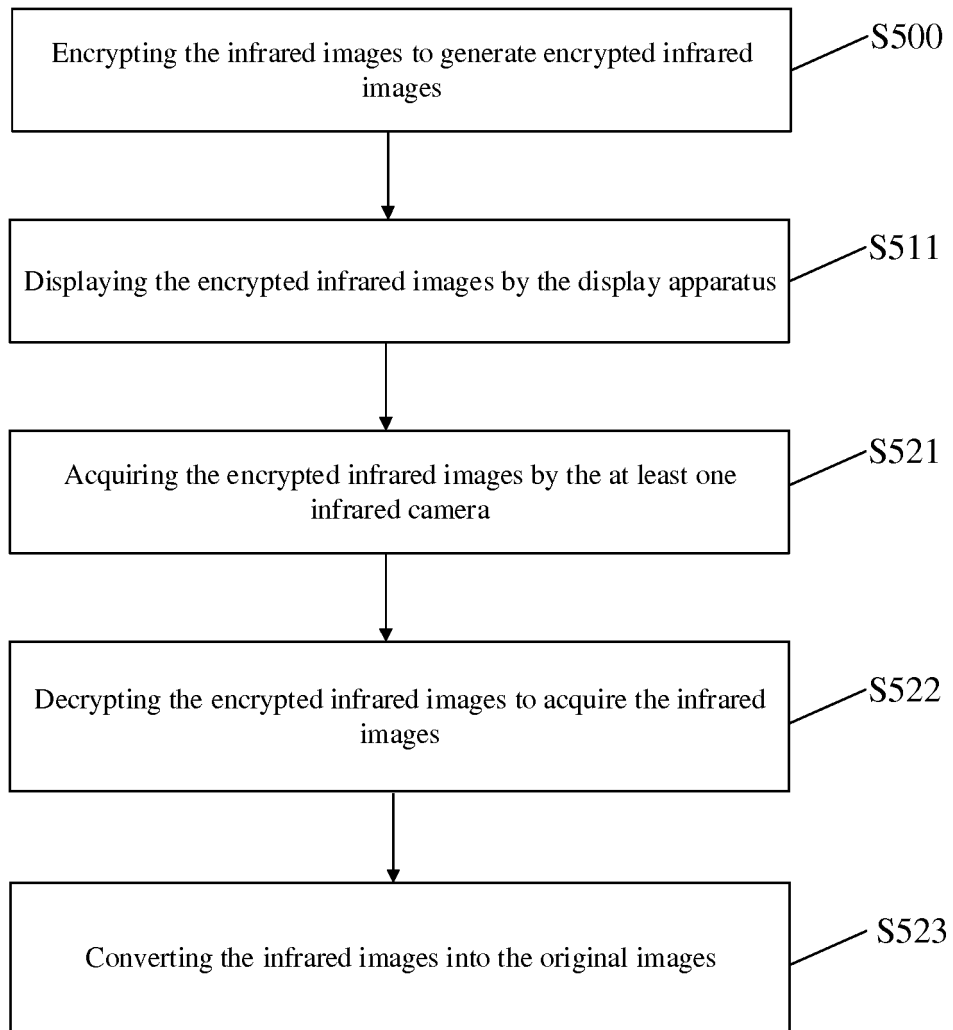 Encrypting the infrared images to generate encrypted infrared
images
S500
Displaying the encrypted infrared images by the display apparatus
S511
Acquiring the encrypted infrared images by the at least one
infrared camera
S521
Decrypting the encrypted infrared images to acquire the infrared
images
S522
Converting the infrared images into the original images
S523